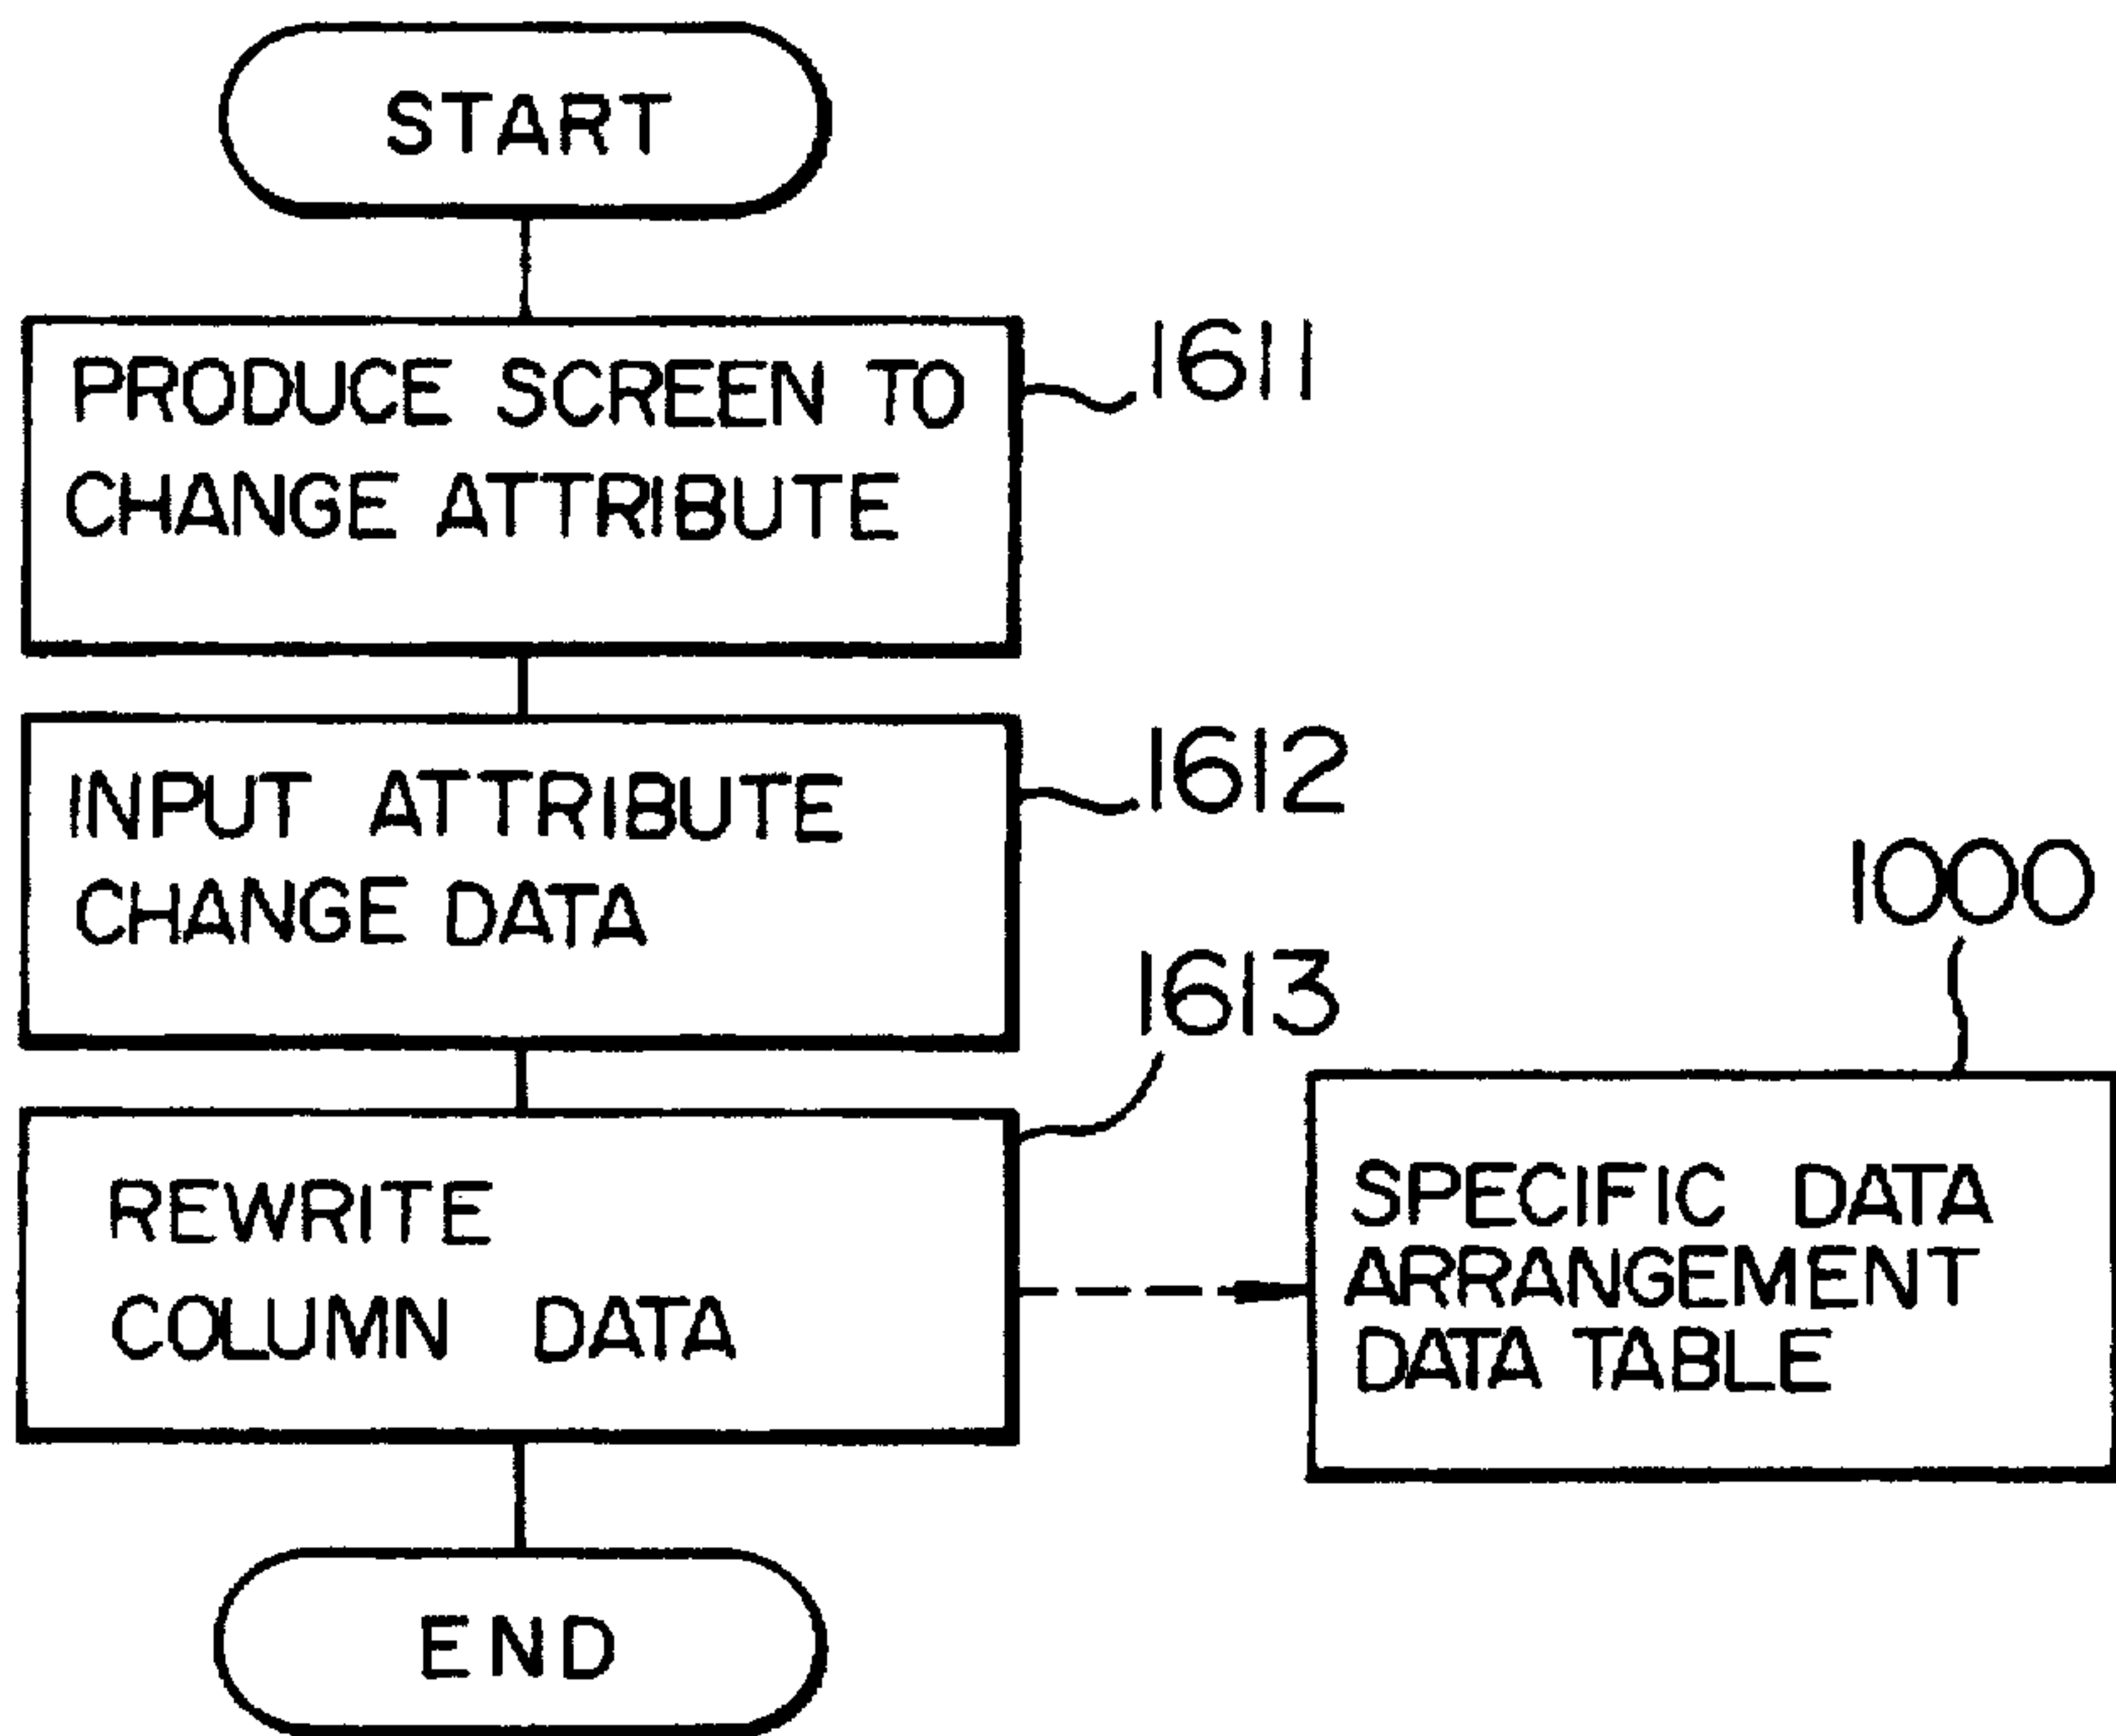 START
PRODUCE SCREEN TO
CHANGE ATTRIBUTE
1611
INPUT ATTRIBUTE
CHANGE DATA
1612
REWRITE
COLUMN DATA
1613
1000
SPECIFIC DATA
ARRANGEMENT
DATA TABLE
END